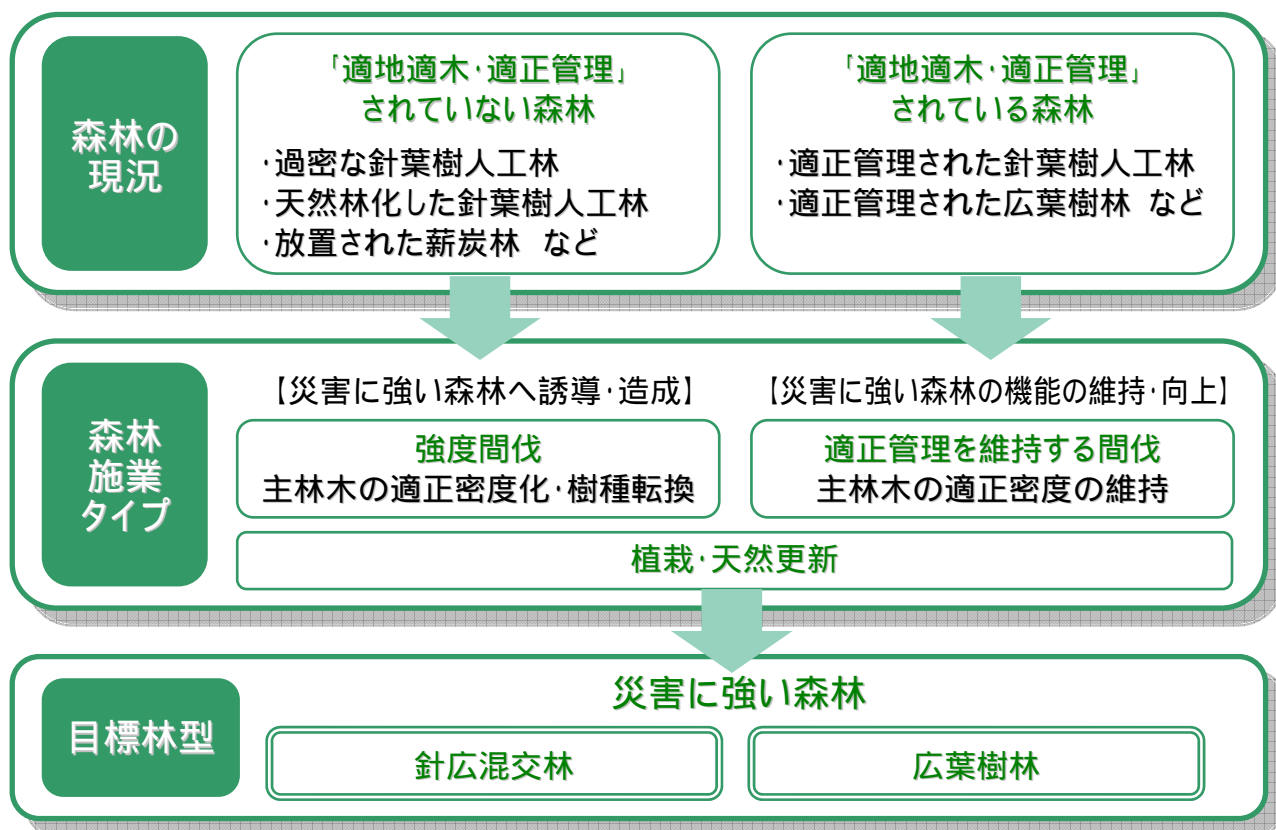 森林の
現況
「適地適木・適正管理」
されていない森林
・過密な針葉樹人工林
・天然林化した針葉樹人工林
・放置された薪炭林 など
「適地適木・適正管理」
されている森林
・適正管理された針葉樹人工林
・適正管理された広葉樹林 など
森林
施業
タイプ
【災害に強い森林へ誘導・造成】
強度間伐
主林木の適正密度化・樹種転換
【災害に強い森林の機能の維持・向上】
適正管理を維持する間伐
主林木の適正密度の維持
植栽・天然更新
目標林型
災害に強い森林
針広混交林
広葉樹林